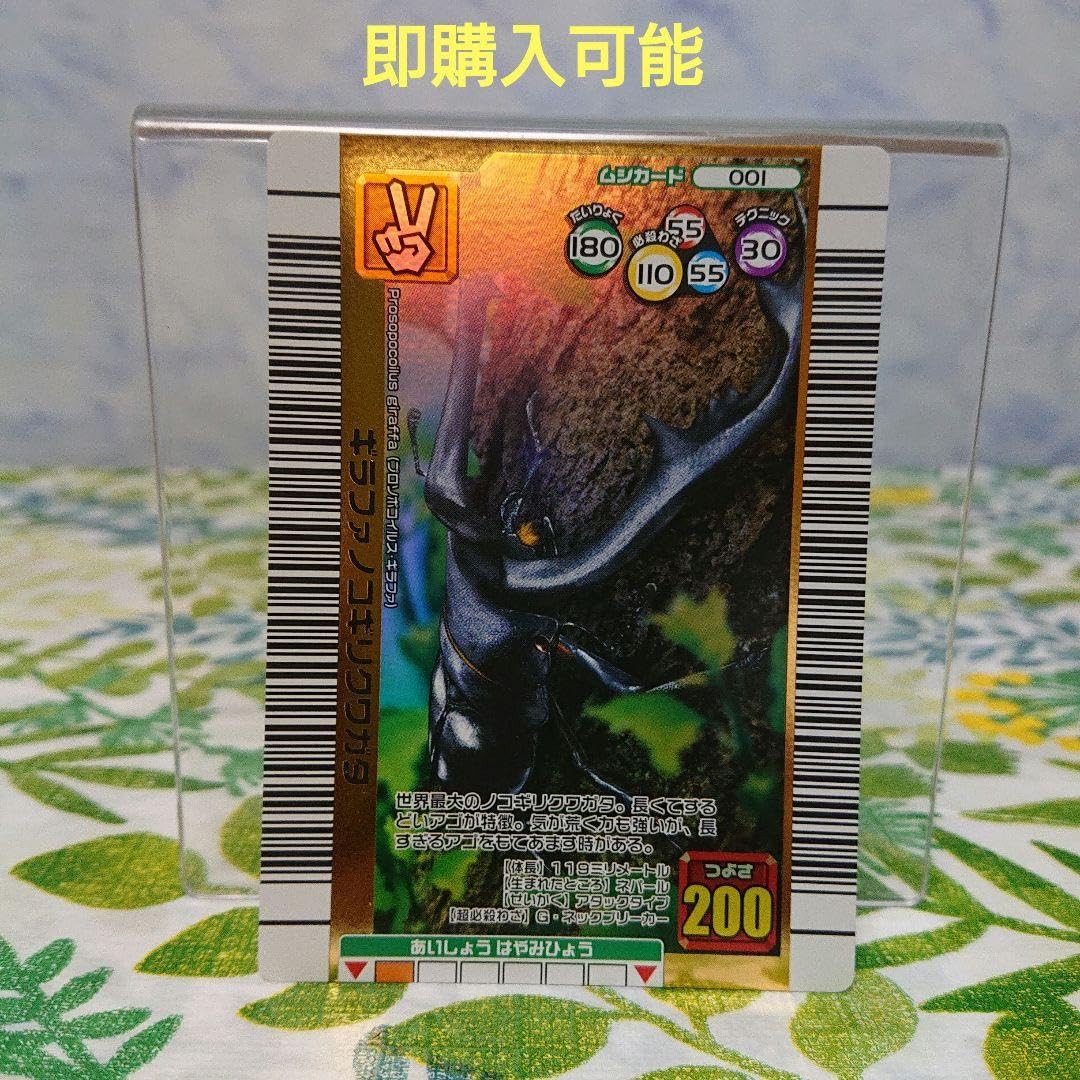 即購入可能
ムシカード 001
たいりょく
180
必殺わざ
110
55
55
テクニック
30
Prosopocoilus giraffa (プロソポコイルス・ギラファ)
ギラファノコギリクワガタ
世界最大のノコギリクワガタ。長くてする
どいアゴが特徴。気が荒く力も強いが、長
すぎるアゴをもてあます時がある。
【体長】119ミリメートル
【生まれたところ】ネパール
【せいかく】アタックタイプ
【超必殺わざ】G・ネックブリーカー
つよさ
200
あいしょう はやみひょう